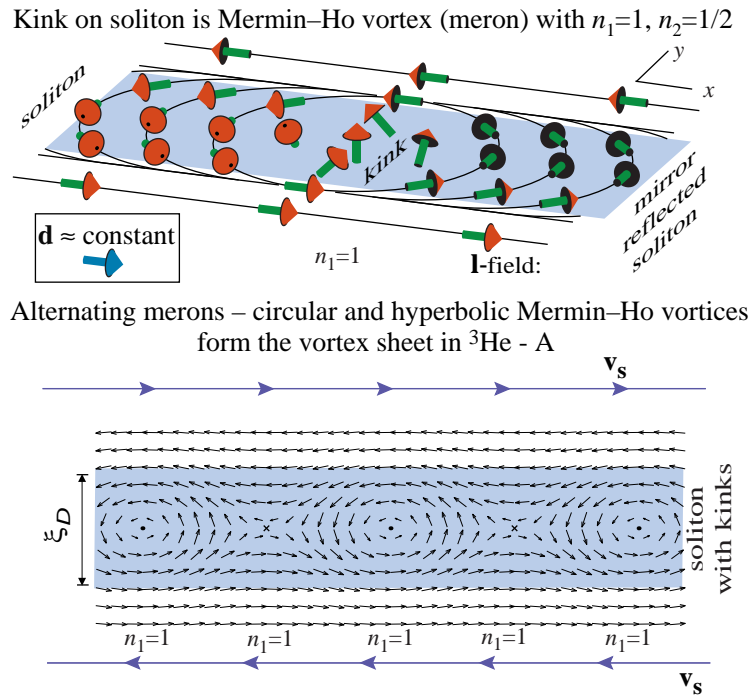 Kink on soliton is Mermin–Ho vortex (meron) with n₁=1, n₂=1/2
y
x
soliton
kink
mirror
reflected
soliton
d ≈ constant
n₁=1
l-field:
Alternating merons – circular and hyperbolic Mermin–Ho vortices
form the vortex sheet in ³He - A
vₛ
ξD
soliton
with kinks
n₁=1 n₁=1 n₁=1 n₁=1 n₁=1
vₛ